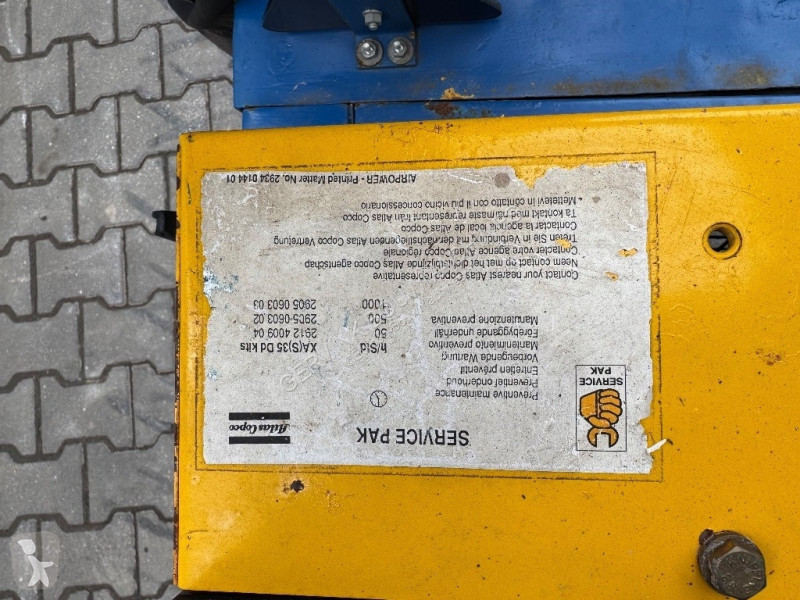 SERVICE PAK
Atlas Copco
SERVICE
PAK
Preventive maintenance
Preventief onderhoud
Entretien préventif
Vorbeugende Wartung
Mantenimiento preventivo
Förebyggande underhåll
Manutenzione preventiva
h/Std XA(S)35 Dd kits
50 2912 4009 04
500 2905 0603 02
1000 2905 0603 03
Contact your nearest Atlas Copco representative
Neem contact op met het dichtstbijzijnde Atlas Copco agentschap
Contacter votre agence Atlas Copco régionale
Treten Sie in Verbindung mit der nächstliegenden Atlas Copco Vertretung
Contactar la agencia local de Atlas Copco
Ta kontakt med närmaste representant från Atlas Copco
Mettetevi in contatto con il più vicino concessionario
AIRPOWER - Printed Matter No. 2934 0144 01